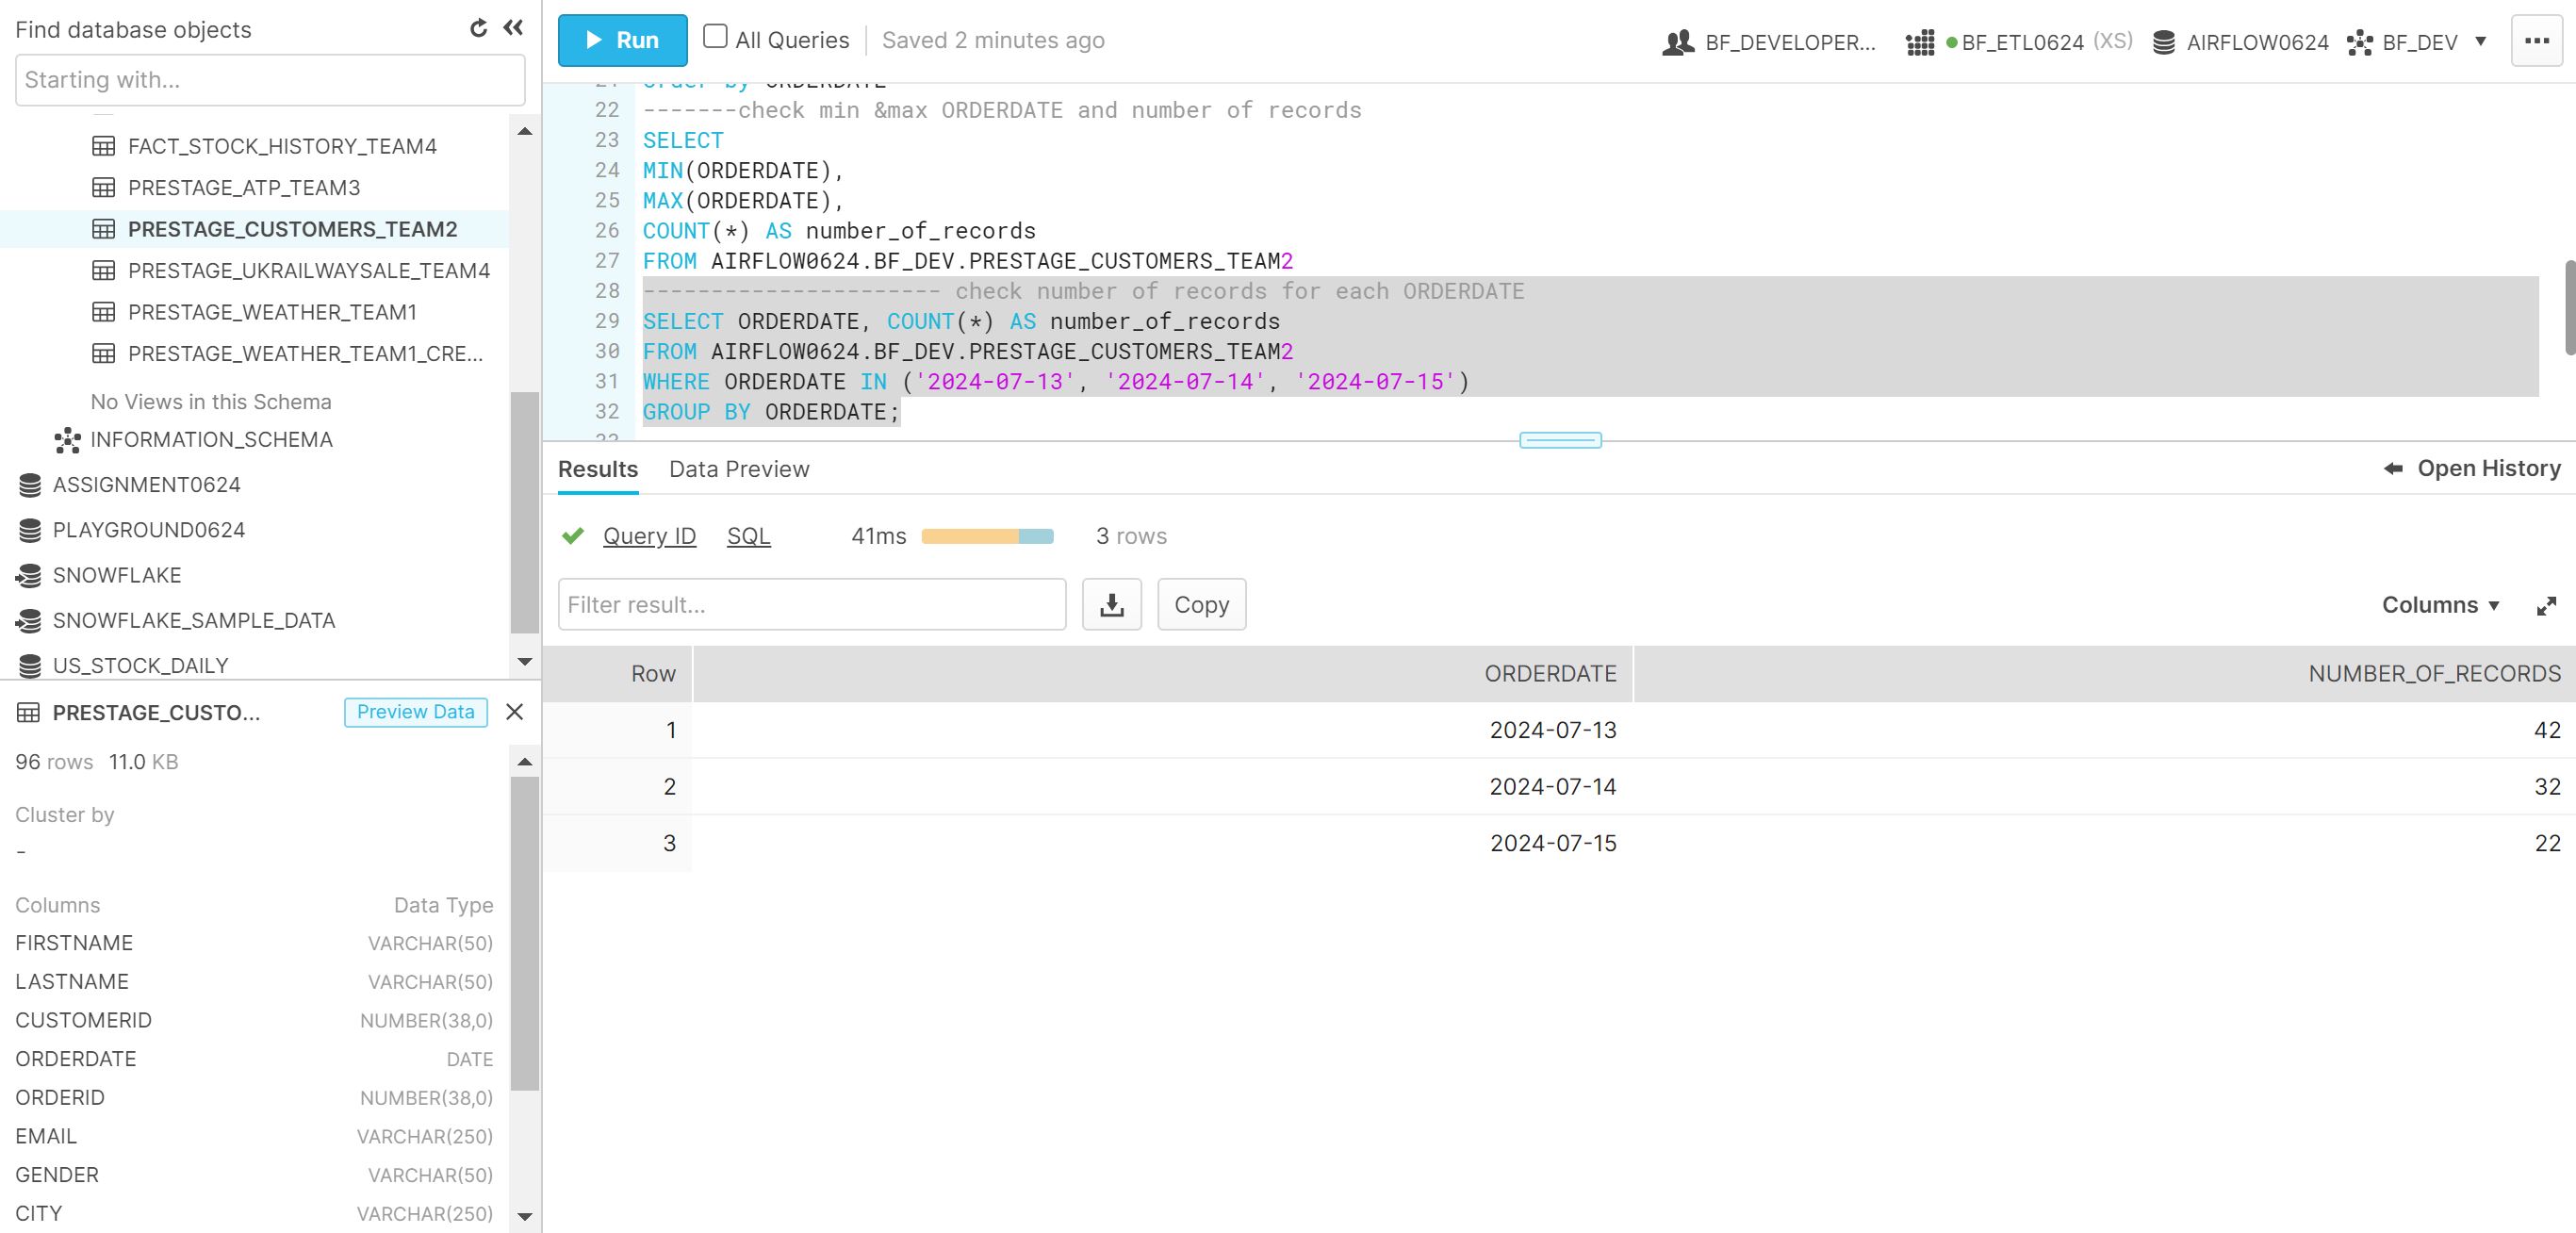 Find database objects
Starting with...
FACT_STOCK_HISTORY_TEAM4
PRESTAGE_ATP_TEAM3
PRESTAGE_CUSTOMERS_TEAM2
PRESTAGE_UKRAILWAYSALE_TEAM4
PRESTAGE_WEATHER_TEAM1
PRESTAGE_WEATHER_TEAM1_CRE...
No Views in this Schema
INFORMATION_SCHEMA
ASSIGNMENT0624
PLAYGROUND0624
SNOWFLAKE
SNOWFLAKE_SAMPLE_DATA
US_STOCK_DAILY
PRESTAGE_CUSTO... Preview Data
96 rows 11.0 KB
Cluster by
-
Columns Data Type
FIRSTNAME VARCHAR(50)
LASTNAME VARCHAR(50)
CUSTOMERID NUMBER(38,0)
ORDERDATE DATE
ORDERID NUMBER(38,0)
EMAIL VARCHAR(250)
GENDER VARCHAR(50)
CITY VARCHAR(250)
Run All Queries Saved 2 minutes ago BF_DEVELOPER... BF_ETL0624 (XS) AIRFLOW0624 BF_DEV
21 order by ORDERDATE
22 -------check min &max ORDERDATE and number of records
23 SELECT
24 MIN(ORDERDATE),
25 MAX(ORDERDATE),
26 COUNT(*) AS number_of_records
27 FROM AIRFLOW0624.BF_DEV.PRESTAGE_CUSTOMERS_TEAM2
28 ---------------------- check number of records for each ORDERDATE
29 SELECT ORDERDATE, COUNT(*) AS number_of_records
30 FROM AIRFLOW0624.BF_DEV.PRESTAGE_CUSTOMERS_TEAM2
31 WHERE ORDERDATE IN ('2024-07-13', '2024-07-14', '2024-07-15')
32 GROUP BY ORDERDATE;
33
Results Data Preview Open History
Query ID SQL 41ms 3 rows
Filter result... Copy Columns
Row ORDERDATE NUMBER_OF_RECORDS
1 2024-07-13 42
2 2024-07-14 32
3 2024-07-15 22